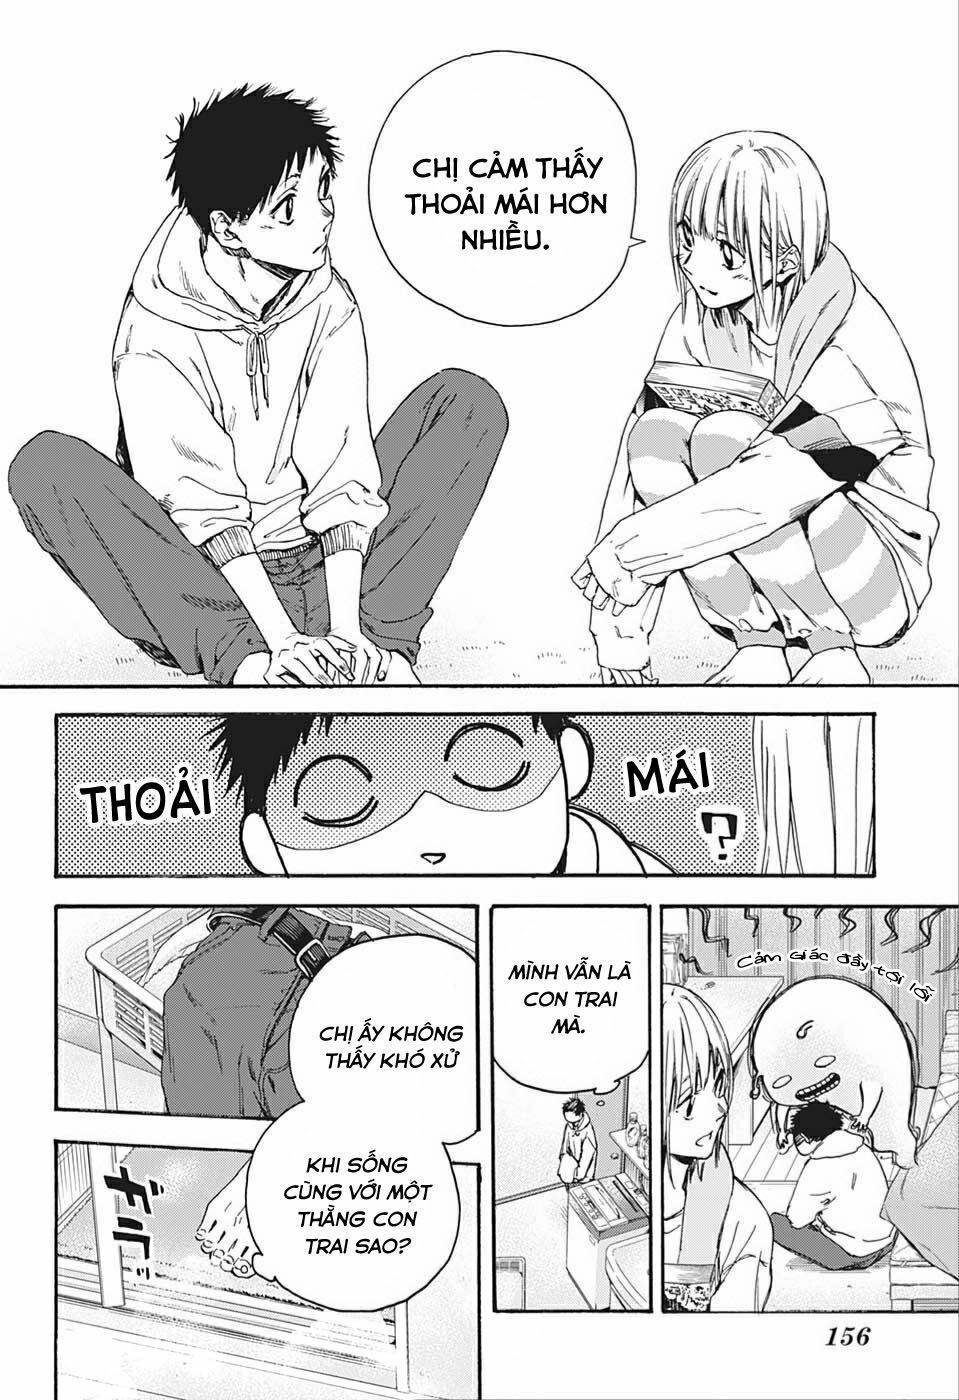 CHỊ CẢM THẤY
THOẢI MÁI HƠN
NHIỀU.
THOẢI
MÁI
?
Cảm giác đầy tội lỗi
MÌNH VẪN LÀ
CON TRAI
MÀ.
CHỊ ẤY KHÔNG
THẤY KHÓ XỬ
KHI SỐNG
CÙNG VỚI MỘT
THẰNG CON
TRAI SAO?
156